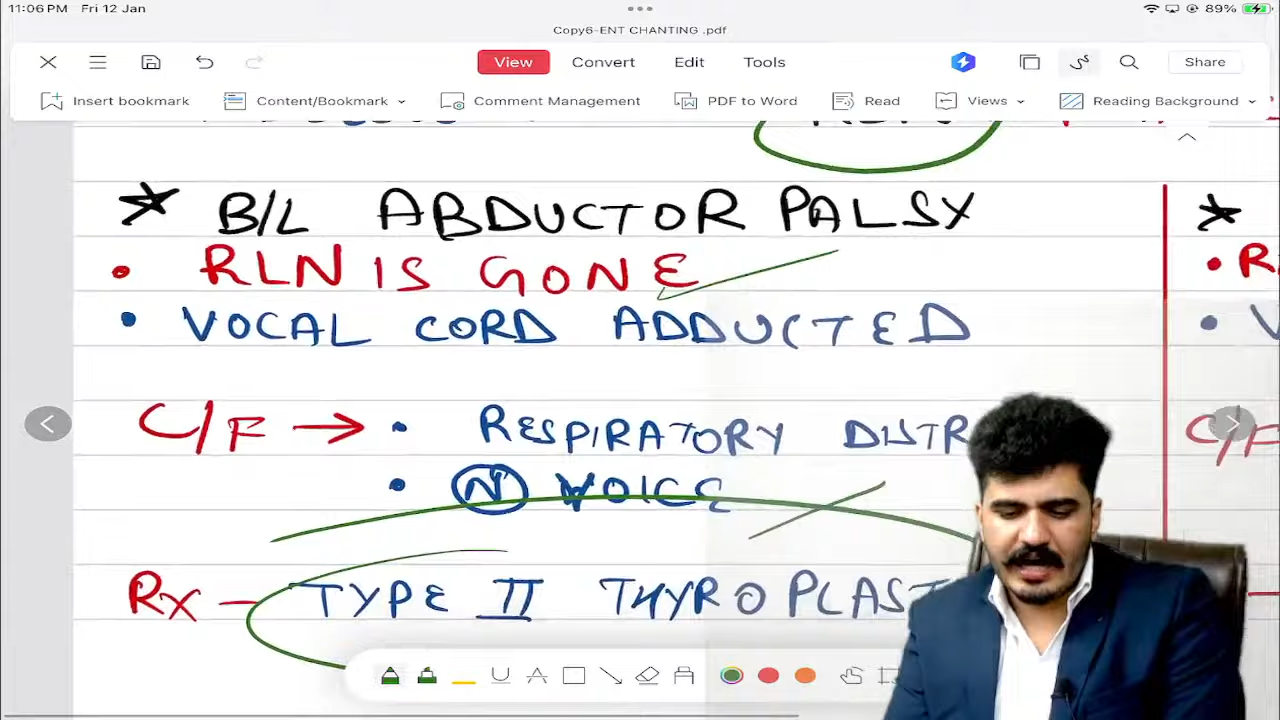 11:06 PM Fri 12 Jan
89%
Copy6-ENT CHANTING .pdf
View Convert Edit Tools Share
Insert bookmark Content/Bookmark Comment Management PDF to Word Read Views Reading Background
* B/L ABDUCTOR PALSY *
• RLN IS GONE • R
• VOCAL CORD ADDUCTED • V
C/F → • RESPIRATORY DISTR C/F
• N VOICE
Rx - TYPE II THYROPLAST